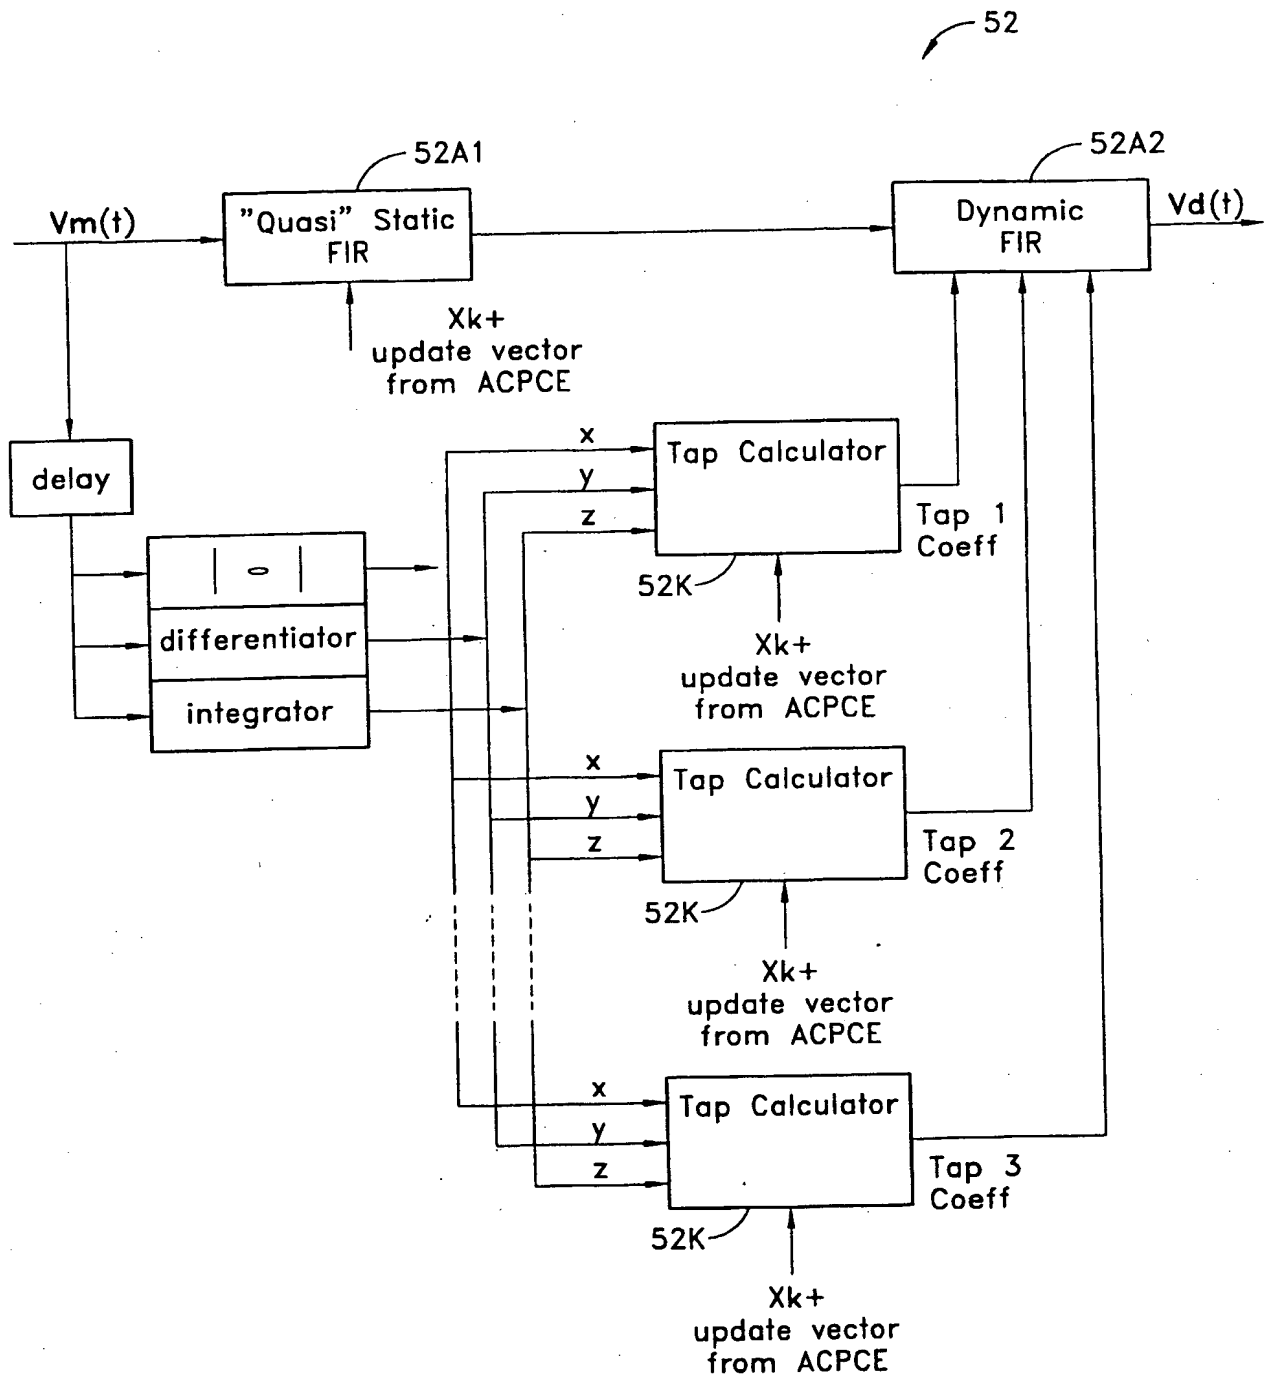 52
52A1
52A2
Vm(t)
"Quasi" Static
FIR
Dynamic
FIR
Vd(t)
Xk+
update vector
from ACPCE
delay
x
y
z
Tap Calculator
Tap 1
Coeff
52K
| o |
differentiator
integrator
Xk+
update vector
from ACPCE
x
y
z
Tap Calculator
Tap 2
Coeff
52K
Xk+
update vector
from ACPCE
x
y
z
Tap Calculator
Tap 3
Coeff
52K
Xk+
update vector
from ACPCE